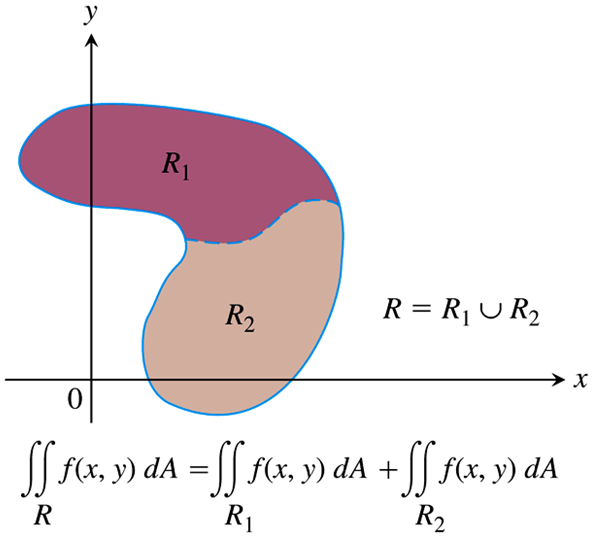 y
R₁
R₂
R = R₁ ∪ R₂
0
x
∬ f(x, y) dA = ∬ f(x, y) dA + ∬ f(x, y) dA
R R₁ R₂